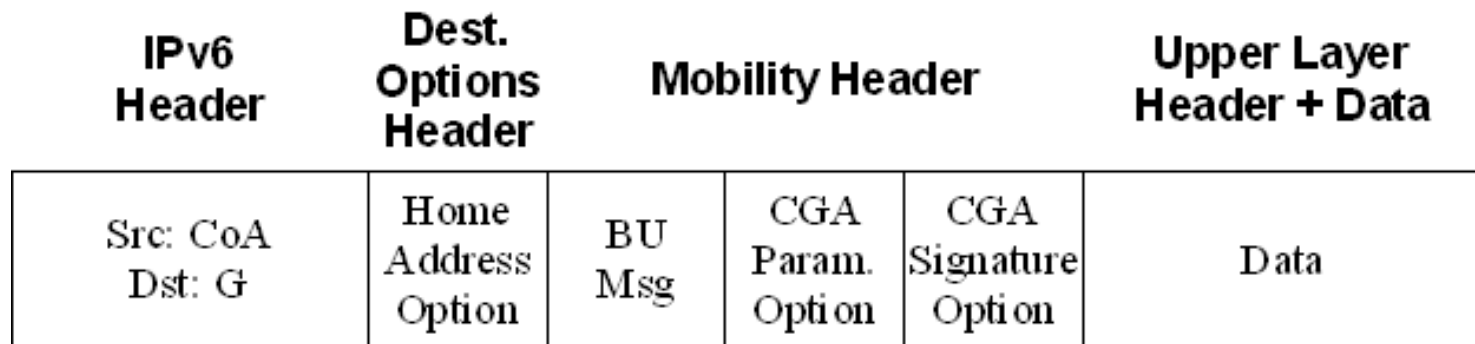 IPv6
Header
Dest.
Options
Header
Mobility Header
Upper Layer
Header + Data
Src: CoA
Dst: G
Home
Address
Option
BU
Msg
CGA
Param.
Option
CGA
Signature
Option
Data